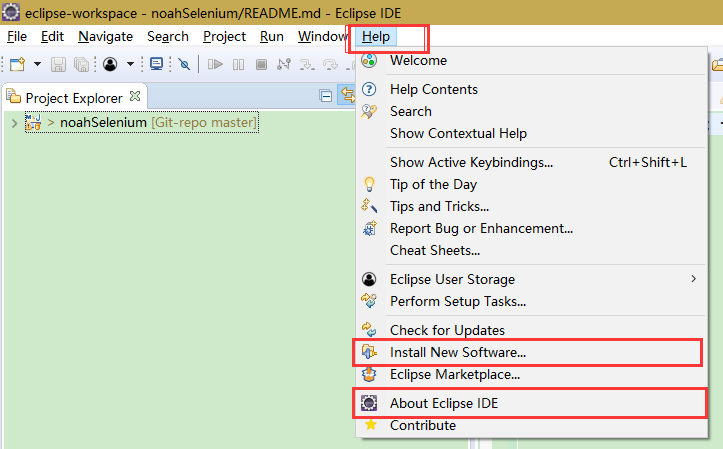 eclipse-workspace - noahSelenium/README.md - Eclipse IDE
File Edit Navigate Search Project Run Window Help
Project Explorer
> noahSelenium [Git-repo master]
Welcome
Help Contents
Search
Show Contextual Help
Show Active Keybindings... Ctrl+Shift+L
Tip of the Day
Tips and Tricks...
Report Bug or Enhancement...
Cheat Sheets...
Eclipse User Storage
Perform Setup Tasks...
Check for Updates
Install New Software...
Eclipse Marketplace...
About Eclipse IDE
Contribute